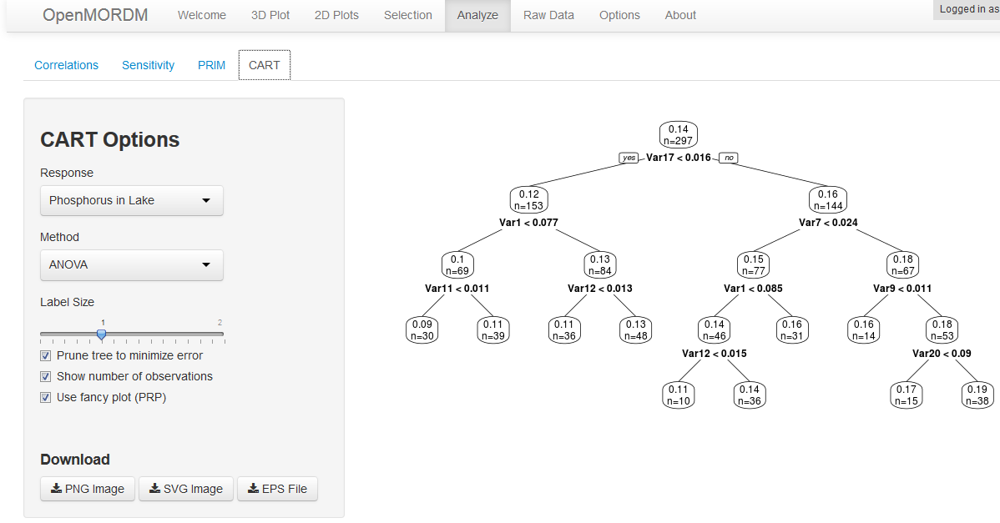 OpenMORDM Welcome 3D Plot 2D Plots Selection Analyze Raw Data Options About Logged in as
Correlations Sensitivity PRIM CART
CART Options
Response
Phosphorus in Lake
Method
ANOVA
Label Size
1 2
Prune tree to minimize error
Show number of observations
Use fancy plot (PRP)
Download
PNG Image SVG Image EPS File
0.14
n=297
yes Var17 < 0.016 no
0.12 0.16
n=153 n=144
Var1 < 0.077 Var7 < 0.024
0.1 0.13 0.15 0.18
n=69 n=84 n=77 n=67
Var11 < 0.011 Var12 < 0.013 Var1 < 0.085 Var9 < 0.011
0.09 0.11 0.11 0.13 0.14 0.16 0.16 0.18
n=30 n=39 n=36 n=48 n=46 n=31 n=14 n=53
Var12 < 0.015 Var20 < 0.09
0.11 0.14 0.17 0.19
n=10 n=36 n=15 n=38